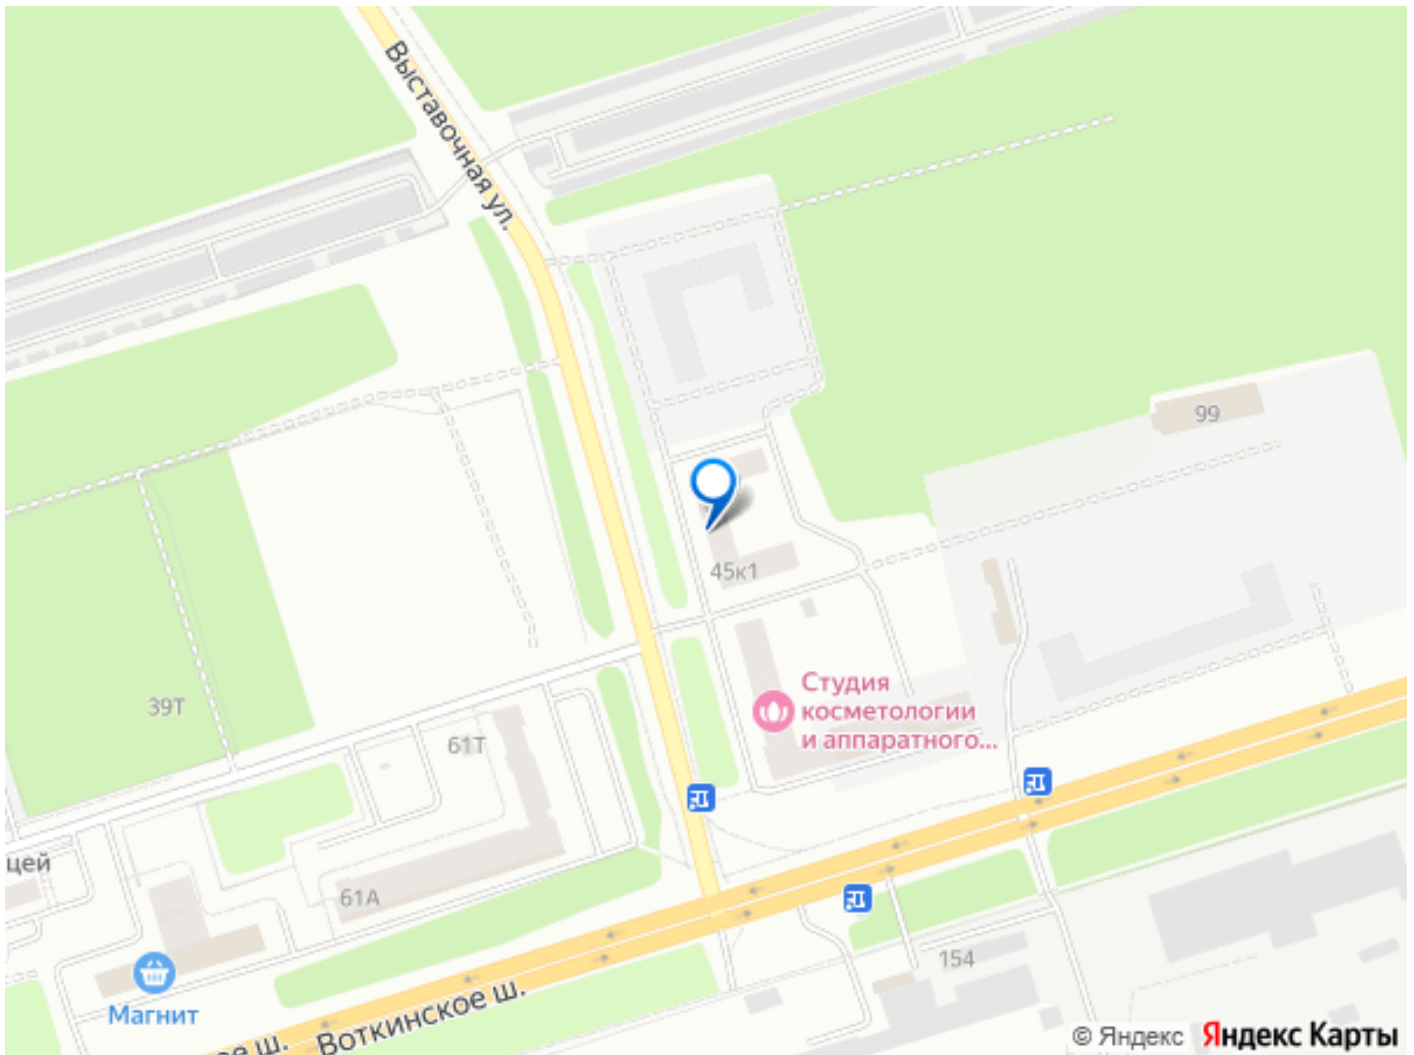 Выставочная ул.
99
45к1
39Т
61Т
Студия
косметологии
и аппаратного...
цей
61А
154
Магнит
ое ш.
Воткинское ш.
© Яндекс Яндекс Карты